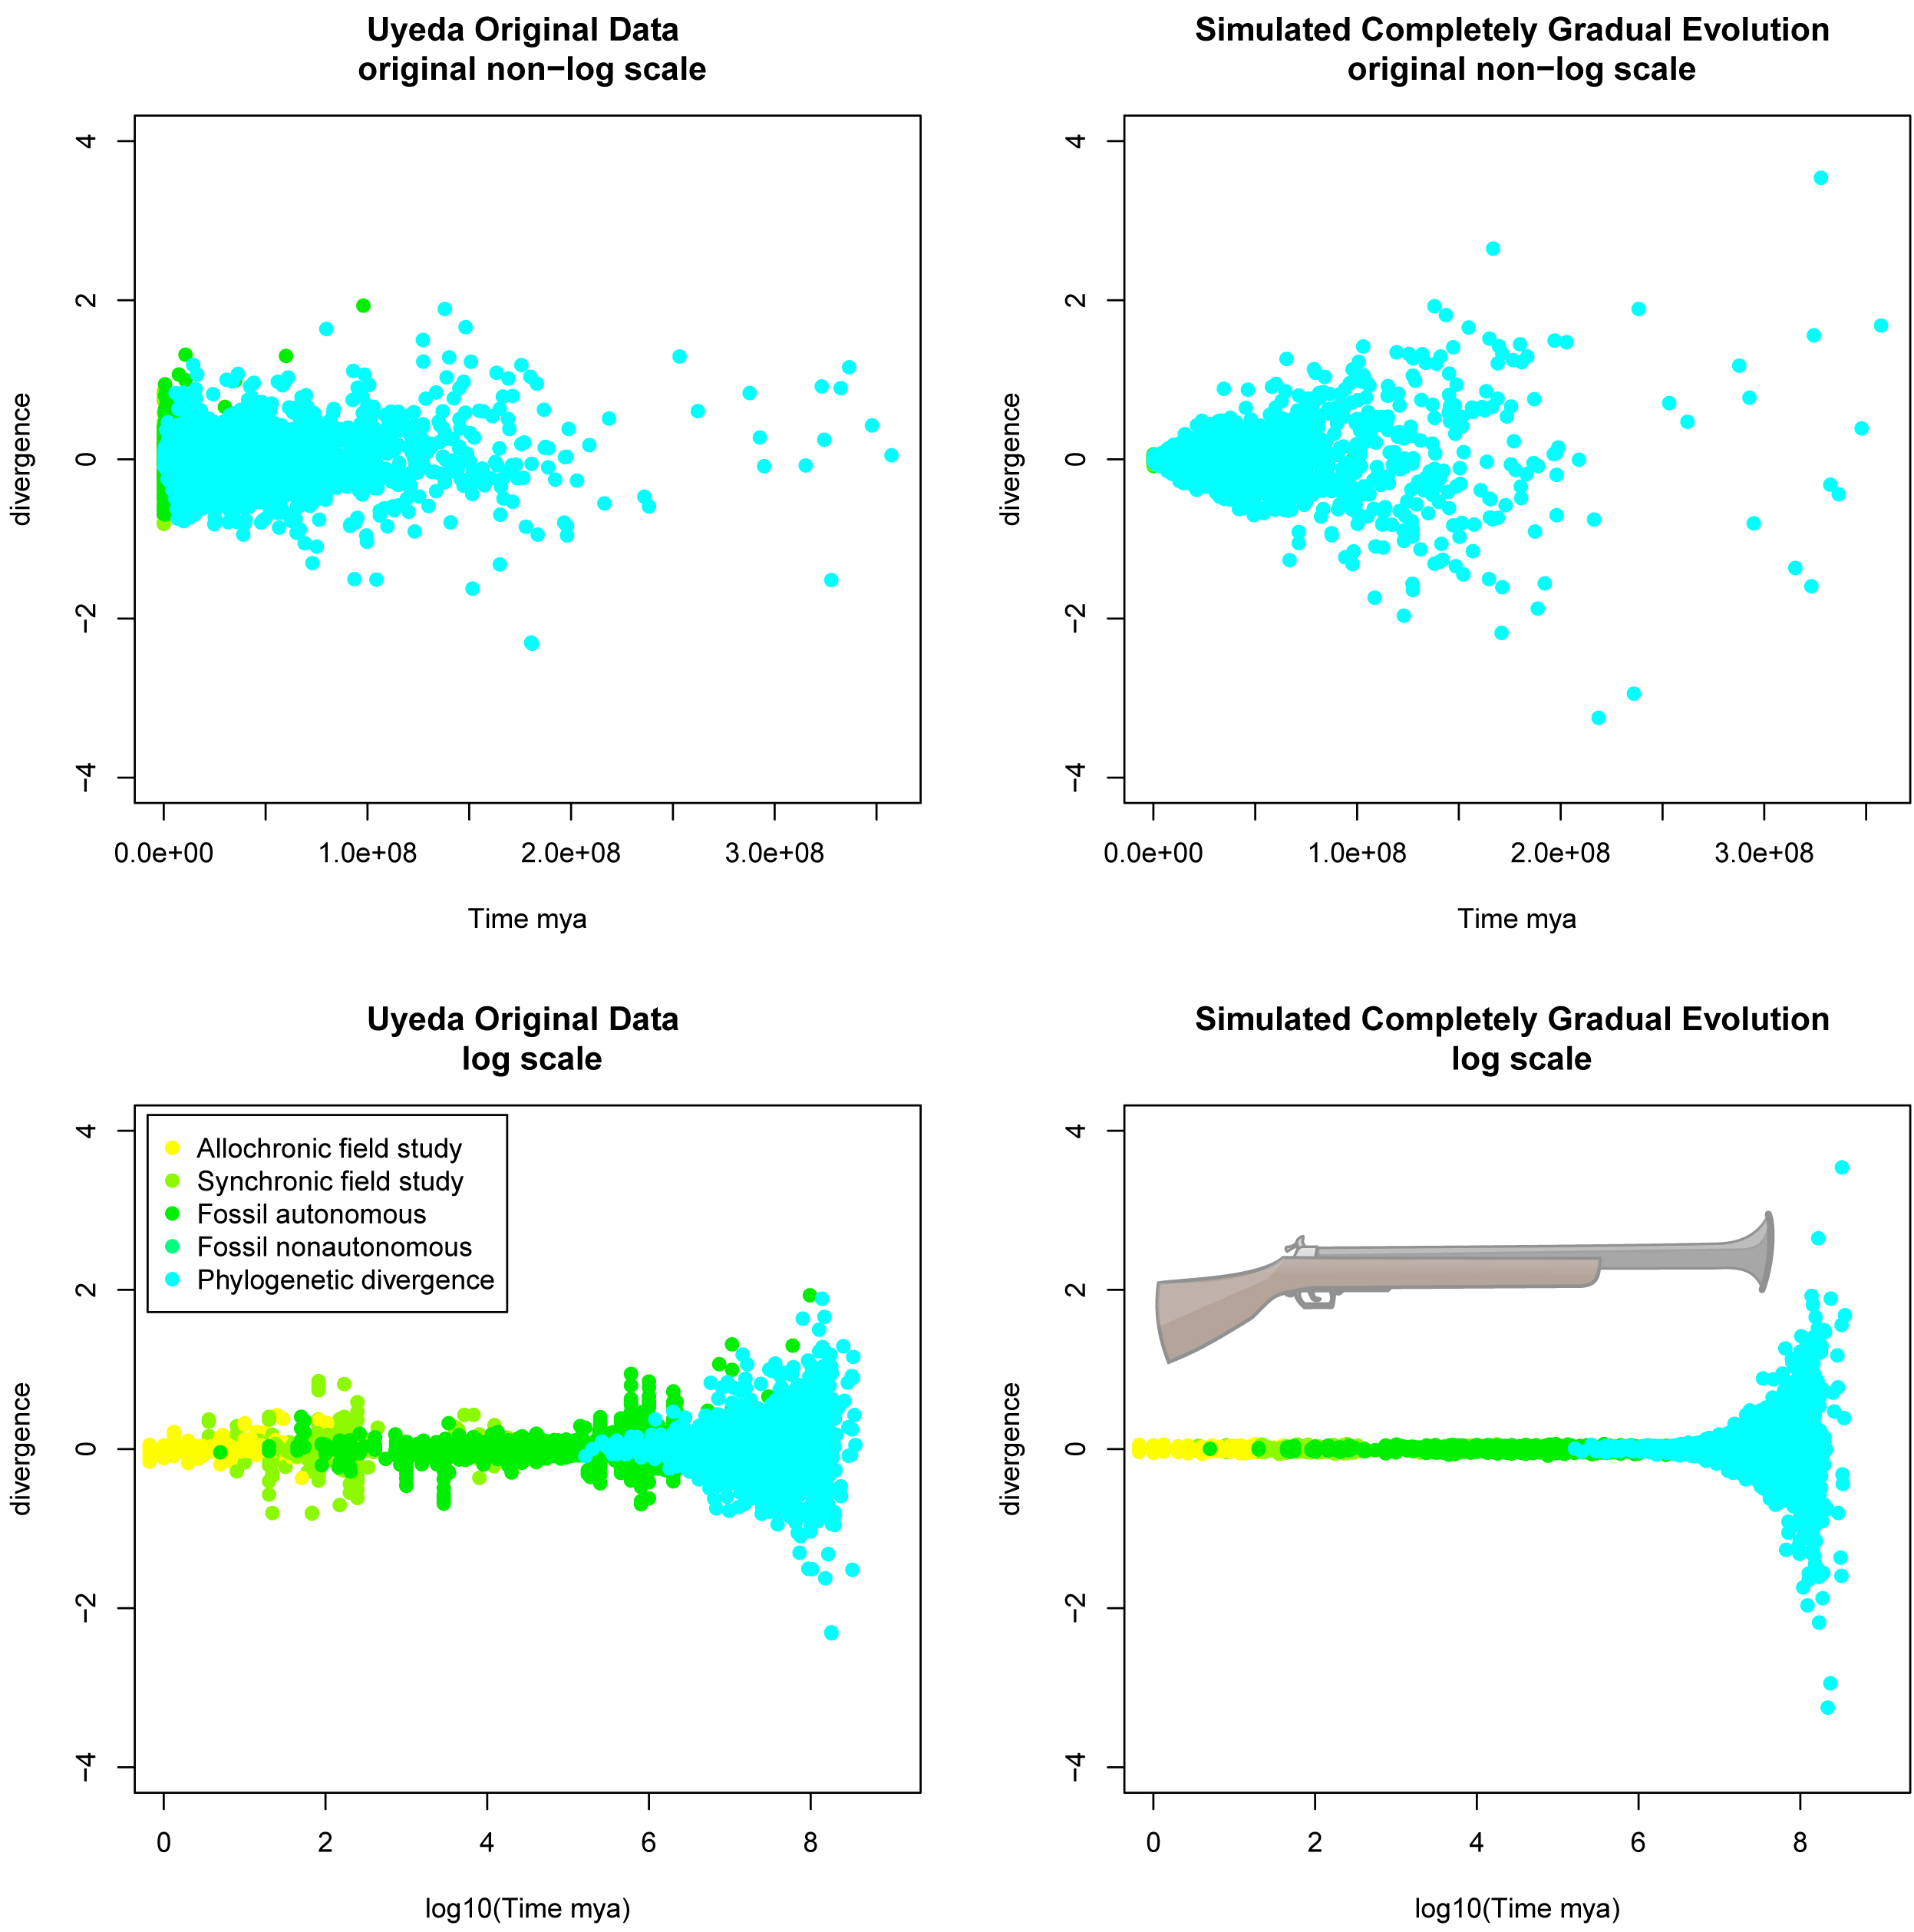 Uyeda Original Data
original non−log scale
4
2
0
−2
−4
divergence
0.0e+00 1.0e+08 2.0e+08 3.0e+08
Time mya
Simulated Completely Gradual Evolution
original non−log scale
4
2
0
−2
−4
divergence
0.0e+00 1.0e+08 2.0e+08 3.0e+08
Time mya
Uyeda Original Data
log scale
4
2
0
−2
−4
divergence
Allochronic field study
Synchronic field study
Fossil autonomous
Fossil nonautonomous
Phylogenetic divergence
0 2 4 6 8
log10(Time mya)
Simulated Completely Gradual Evolution
log scale
4
2
0
−2
−4
divergence
0 2 4 6 8
log10(Time mya)